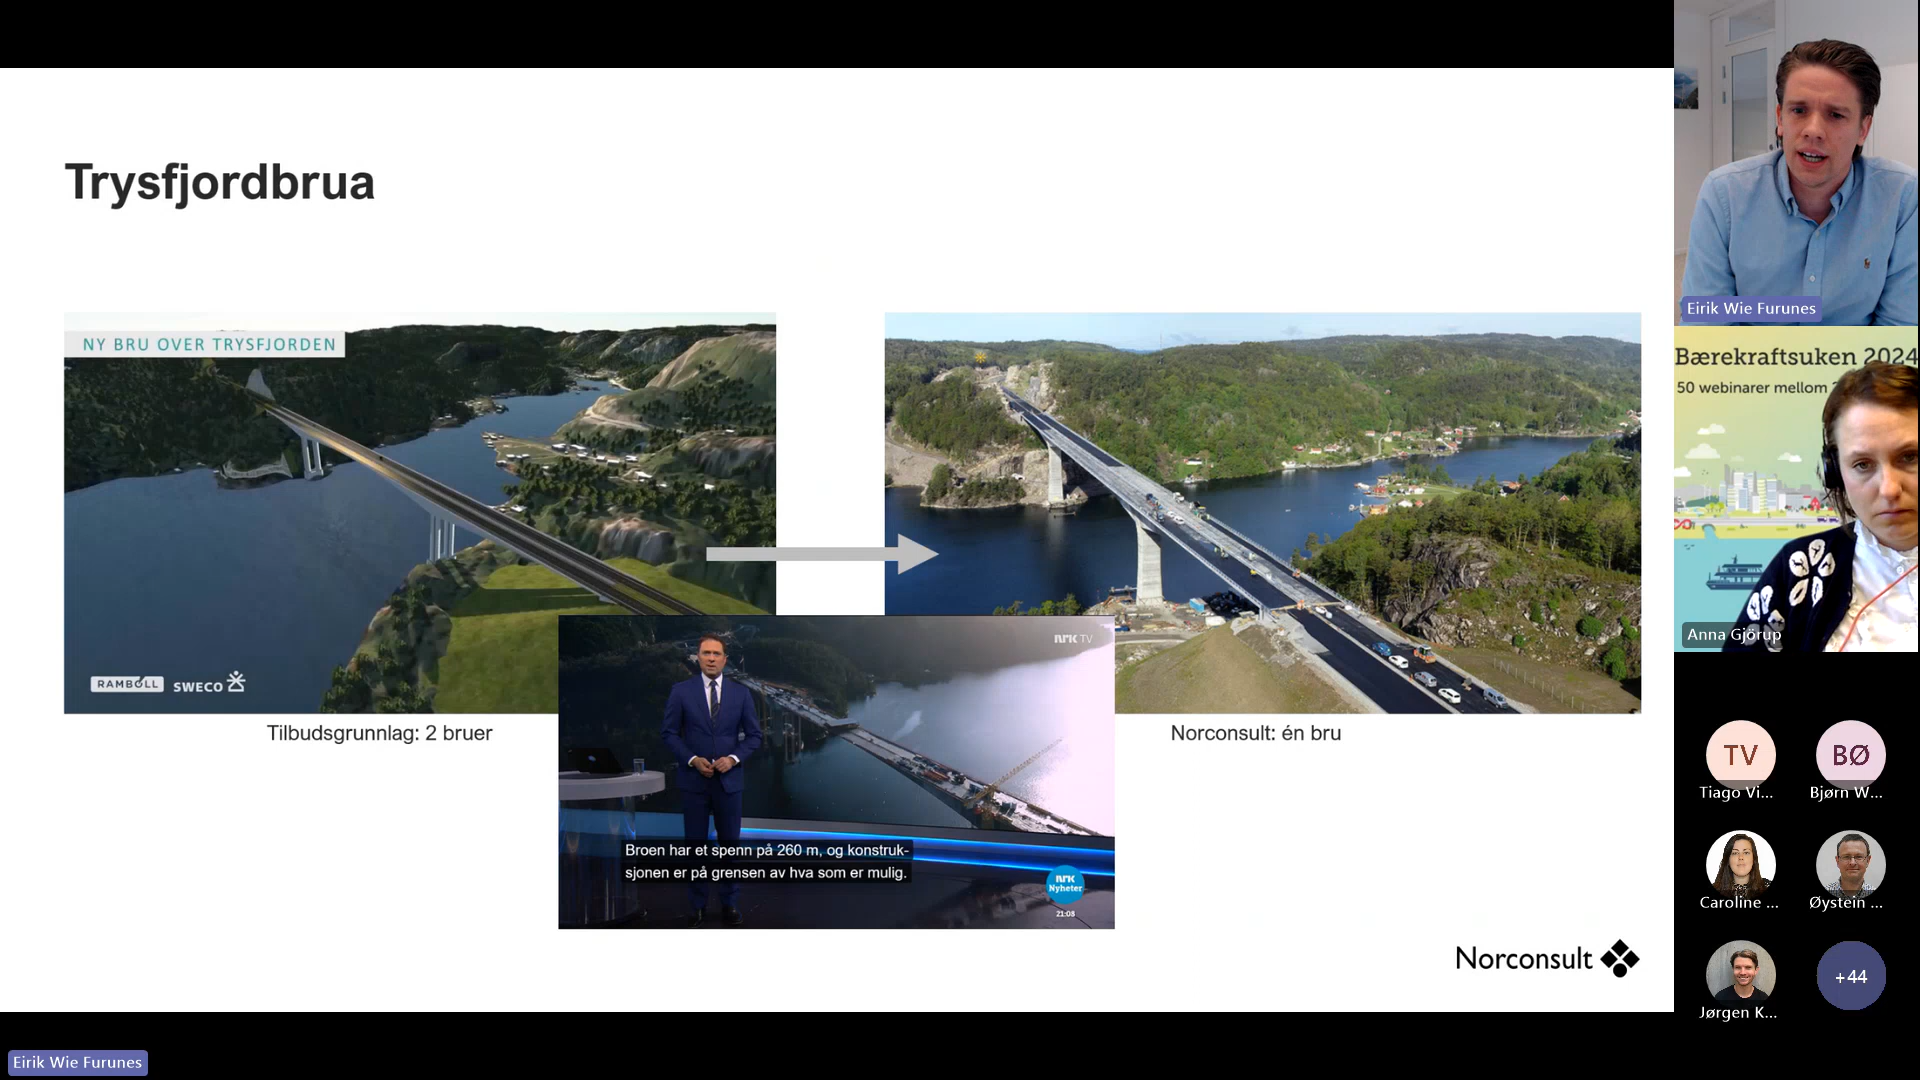 Trysfjordbrua
NY BRU OVER TRYSFJORDEN
RAMBOLL SWECO
Tilbudsgrunnlag: 2 bruer
Norconsult: én bru
NRK TV
Broen har et spenn på 260 m, og konstruk-
sjonen er på grensen av hva som er mulig.
NRK
Nyheter
21:08
Norconsult
Eirik Wie Furunes
Bærekraftsuken 2024
50 webinarer mellom
Anna Gjörup
TV BØ
Tiago Vi... Bjørn W...
Caroline ... Øystein ...
Jørgen K... +44
Eirik Wie Furunes